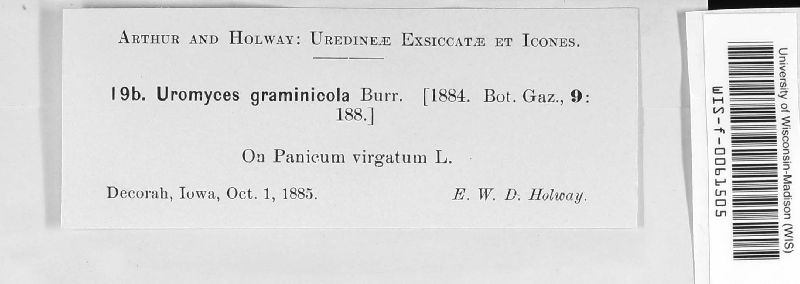 Arthur and Holway: Uredineæ Exsiccatæ et Icones.
19b. Uromyces graminicola Burr. [1884. Bot. Gaz., 9:
188.]
On Panicum virgatum L.
Decorah, Iowa, Oct. 1, 1885. E. W. D. Holway.
University of Wisconsin-Madison (WIS)
WIS-f-0061505